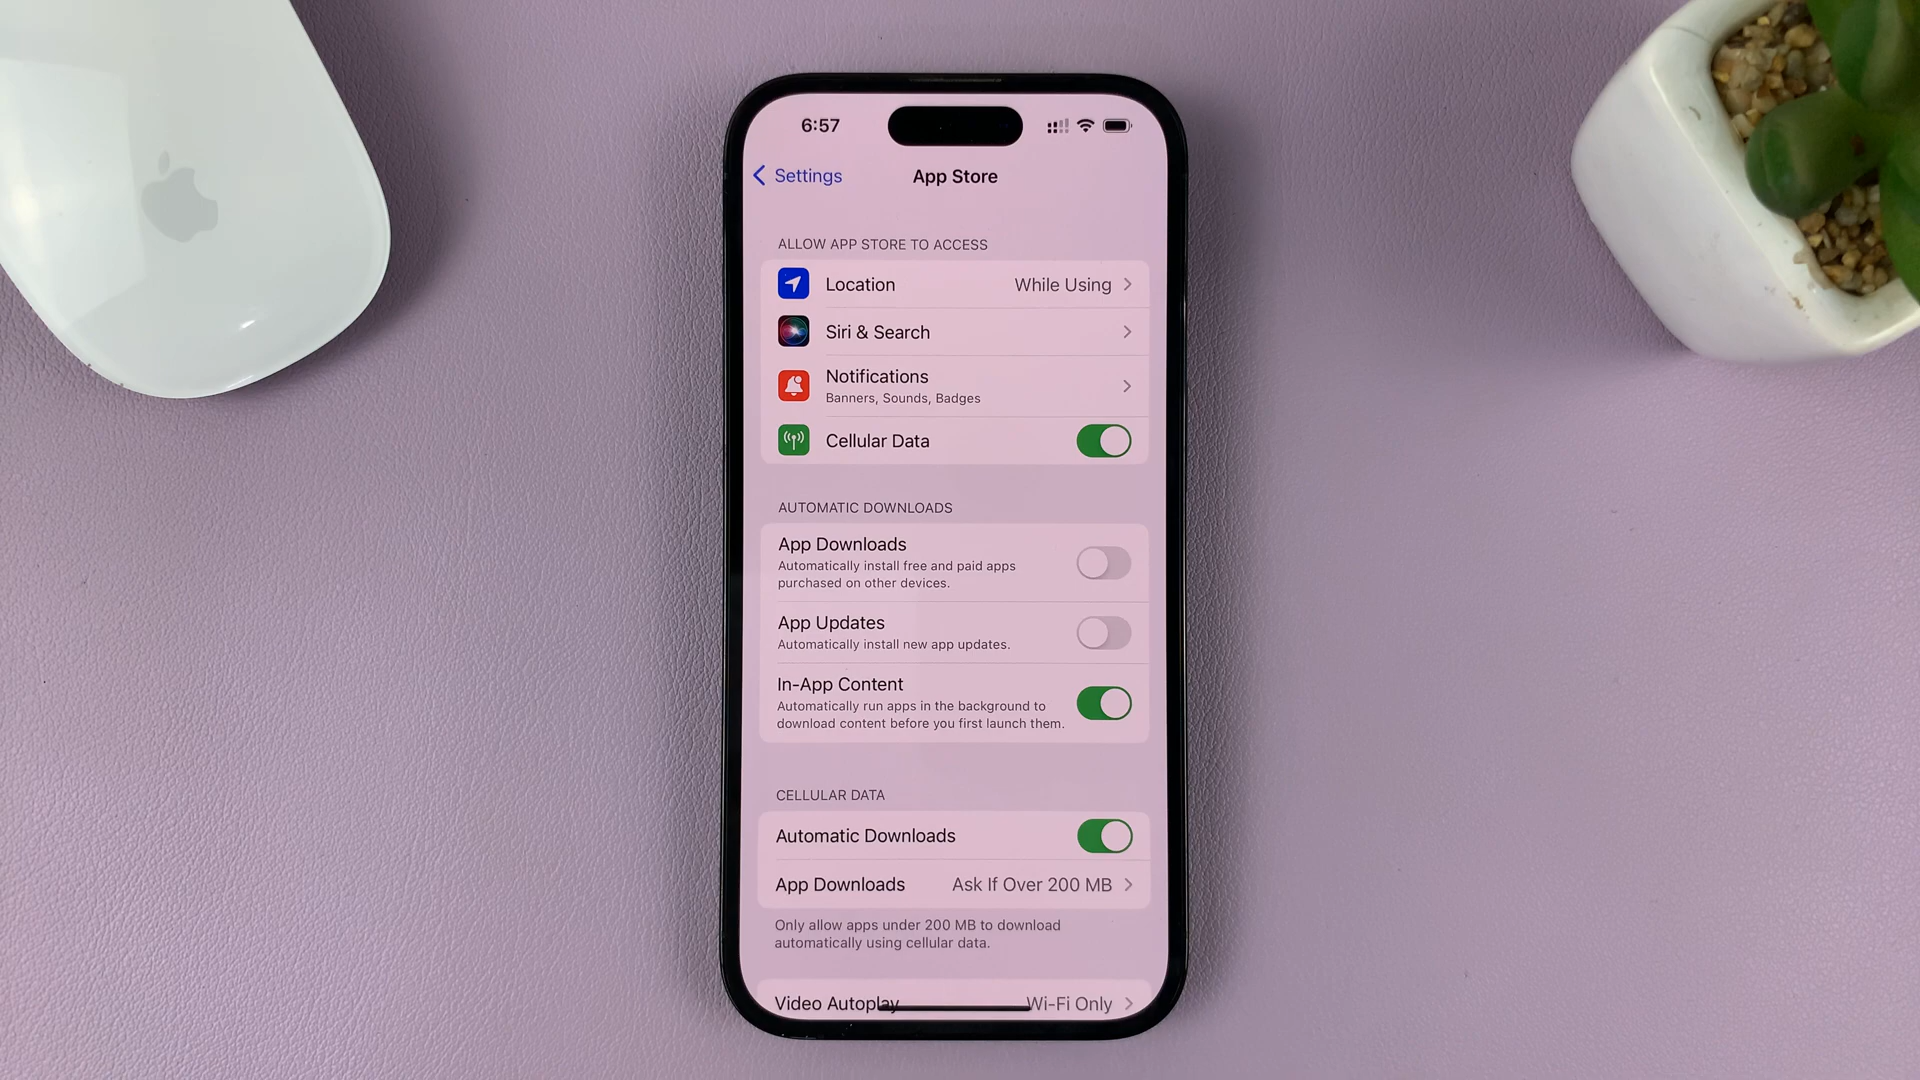 6:57
Settings
App Store
ALLOW APP STORE TO ACCESS
Location While Using
Siri & Search
Notifications
Banners, Sounds, Badges
Cellular Data
AUTOMATIC DOWNLOADS
App Downloads
Automatically install free and paid apps
purchased on other devices.
App Updates
Automatically install new app updates.
In-App Content
Automatically run apps in the background to
download content before you first launch them.
CELLULAR DATA
Automatic Downloads
App Downloads Ask If Over 200 MB
Only allow apps under 200 MB to download
automatically using cellular data.
Video Autoplay Wi-Fi Only